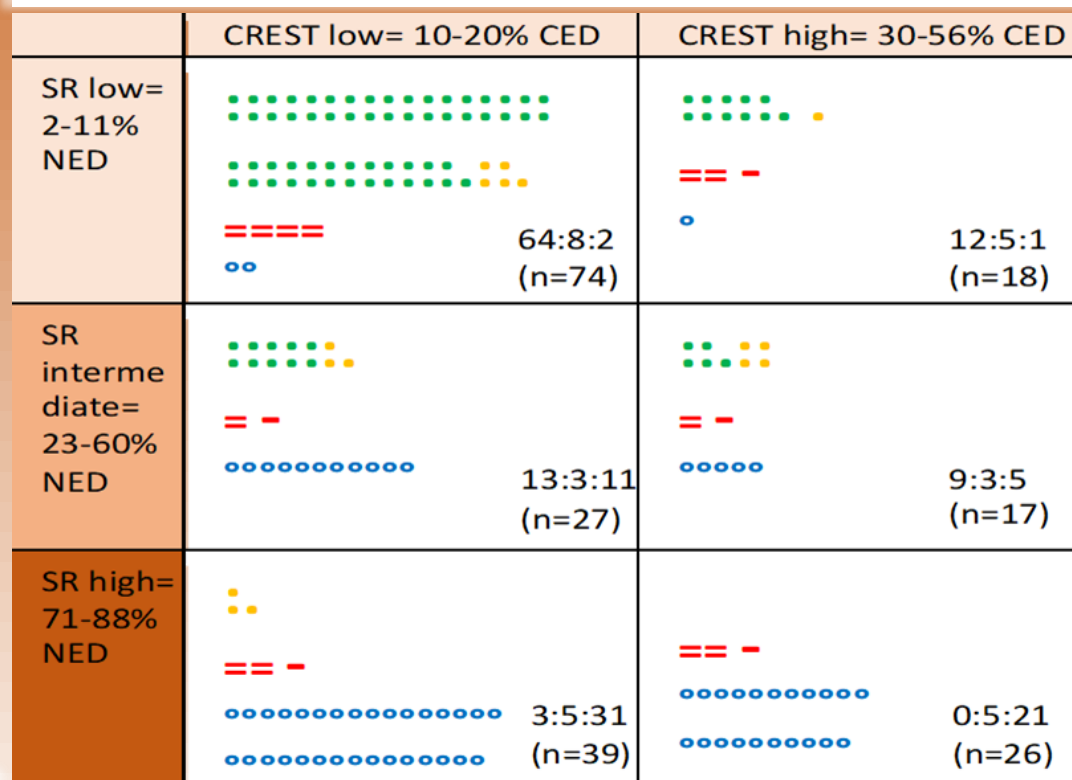 CREST low= 10-20% CED
CREST high= 30-56% CED
SR low=
2-11%
NED
64:8:2
(n=74)
12:5:1
(n=18)
SR
interme
diate=
23-60%
NED
13:3:11
(n=27)
9:3:5
(n=17)
SR high=
71-88%
NED
3:5:31
(n=39)
0:5:21
(n=26)